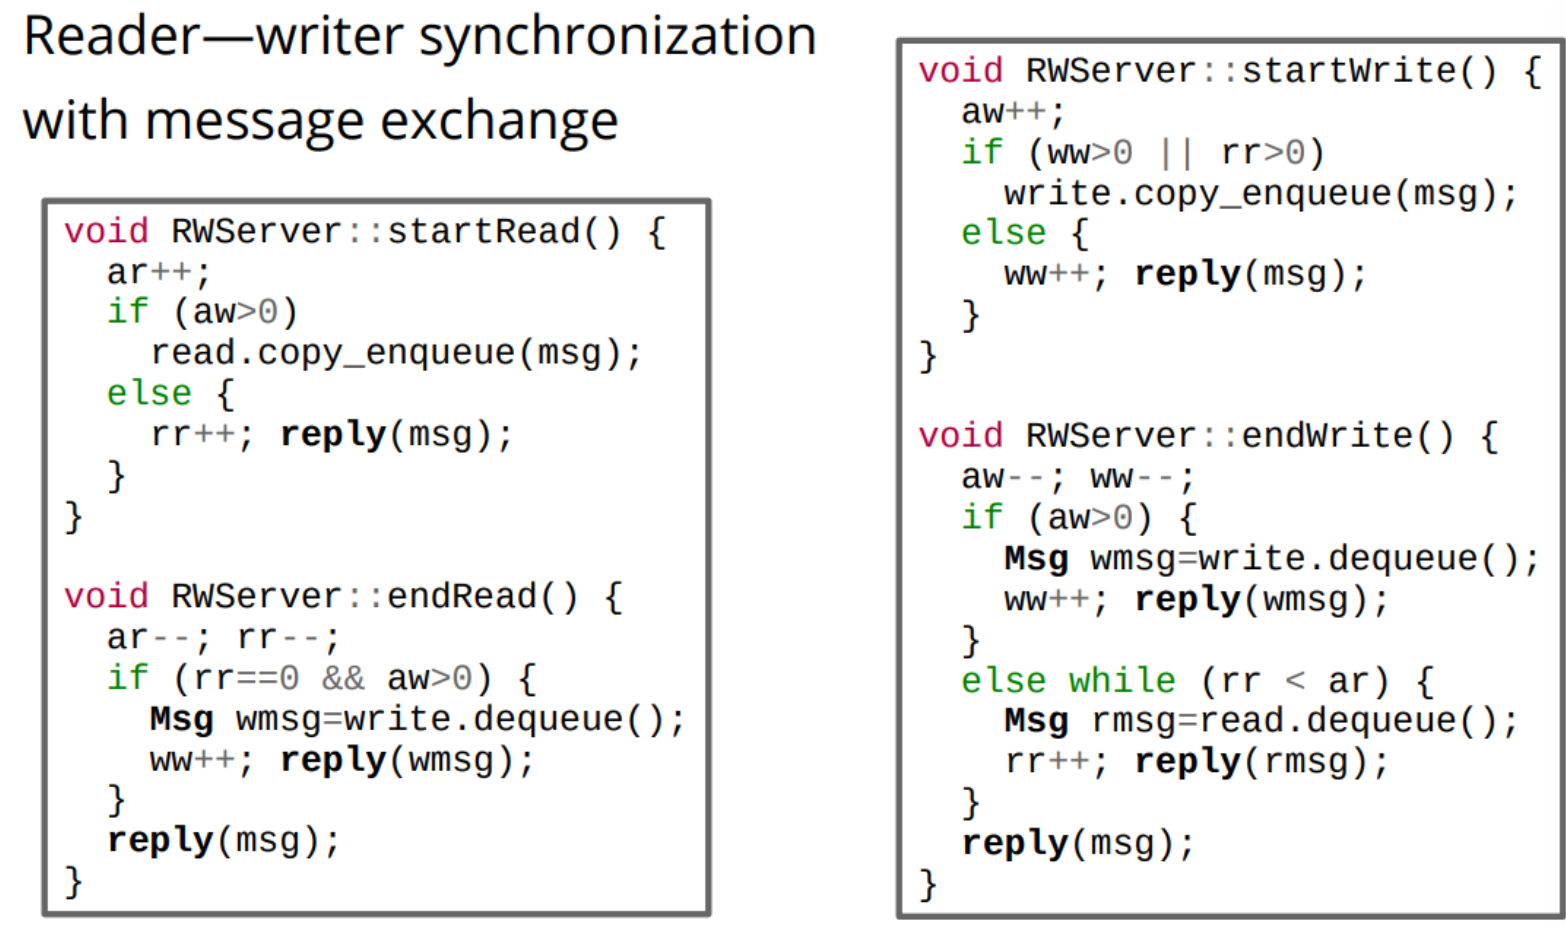 Reader—writer synchronization
with message exchange
void RWServer::startRead() {
  ar++;
  if (aw>0)
    read.copy_enqueue(msg);
  else {
    rr++; reply(msg);
  }
}

void RWServer::endRead() {
  ar--; rr--;
  if (rr==0 && aw>0) {
    Msg wmsg=write.dequeue();
    ww++; reply(wmsg);
  }
  reply(msg);
}
void RWServer::startWrite() {
  aw++;
  if (ww>0 || rr>0)
    write.copy_enqueue(msg);
  else {
    ww++; reply(msg);
  }
}

void RWServer::endWrite() {
  aw--; ww--;
  if (aw>0) {
    Msg wmsg=write.dequeue();
    ww++; reply(wmsg);
  }
  else while (rr < ar) {
    Msg rmsg=read.dequeue();
    rr++; reply(rmsg);
  }
  reply(msg);
}